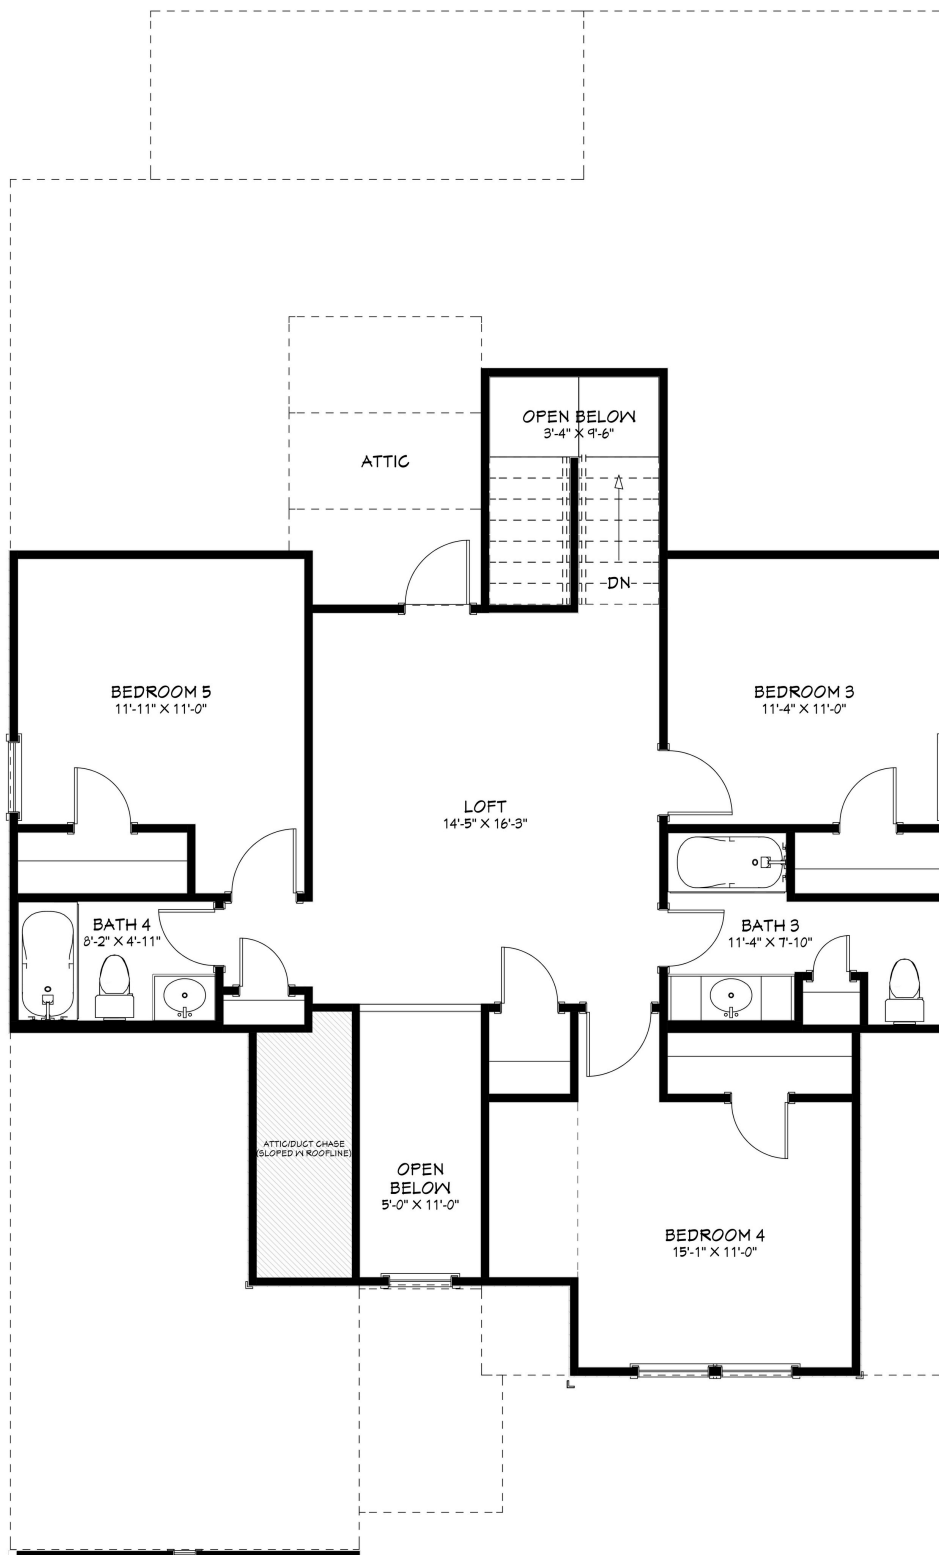 OPEN BELOW
3'-4" X 9'-6"
ATTIC
DN
BEDROOM 5
11'-11" X 11'-0"
BEDROOM 3
11'-4" X 11'-0"
LOFT
14'-5" X 16'-3"
BATH 4
8'-2" X 4'-11"
BATH 3
11'-4" X 7'-10"
ATTIC/DUCT CHASE
(SLOPED W ROOFLINE)
OPEN
BELOW
5'-0" X 11'-0"
BEDROOM 4
15'-1" X 11'-0"